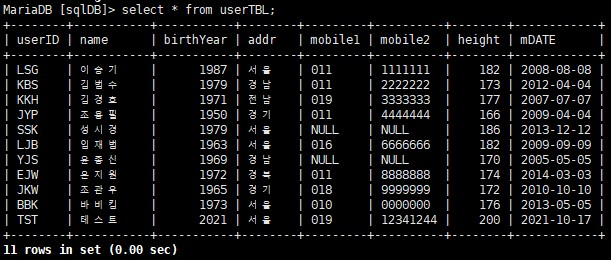 MariaDB [sqlDB]> select * from userTBL;
+--------+-----------+-----------+--------+---------+----------+--------+------------+
| userID | name | birthYear | addr | mobile1 | mobile2 | height | mDATE |
+--------+-----------+-----------+--------+---------+----------+--------+------------+
| LSG | 이승기 | 1987 | 서울 | 011 | 1111111 | 182 | 2008-08-08 |
| KBS | 김범수 | 1979 | 경남 | 011 | 2222222 | 173 | 2012-04-04 |
| KKH | 김경호 | 1971 | 전남 | 019 | 3333333 | 177 | 2007-07-07 |
| JYP | 조용필 | 1950 | 경기 | 011 | 4444444 | 166 | 2009-04-04 |
| SSK | 성시경 | 1979 | 서울 | NULL | NULL | 186 | 2013-12-12 |
| LJB | 임재범 | 1963 | 서울 | 016 | 6666666 | 182 | 2009-09-09 |
| YJS | 윤종신 | 1969 | 경남 | NULL | NULL | 170 | 2005-05-05 |
| EJW | 은지원 | 1972 | 경북 | 011 | 8888888 | 174 | 2014-03-03 |
| JKW | 조관우 | 1965 | 경기 | 018 | 9999999 | 172 | 2010-10-10 |
| BBK | 바비킴 | 1973 | 서울 | 010 | 0000000 | 176 | 2013-05-05 |
| TST | 테스트 | 2021 | 서울 | 019 | 12341244 | 200 | 2021-10-17 |
+--------+-----------+-----------+--------+---------+----------+--------+------------+
11 rows in set (0.00 sec)